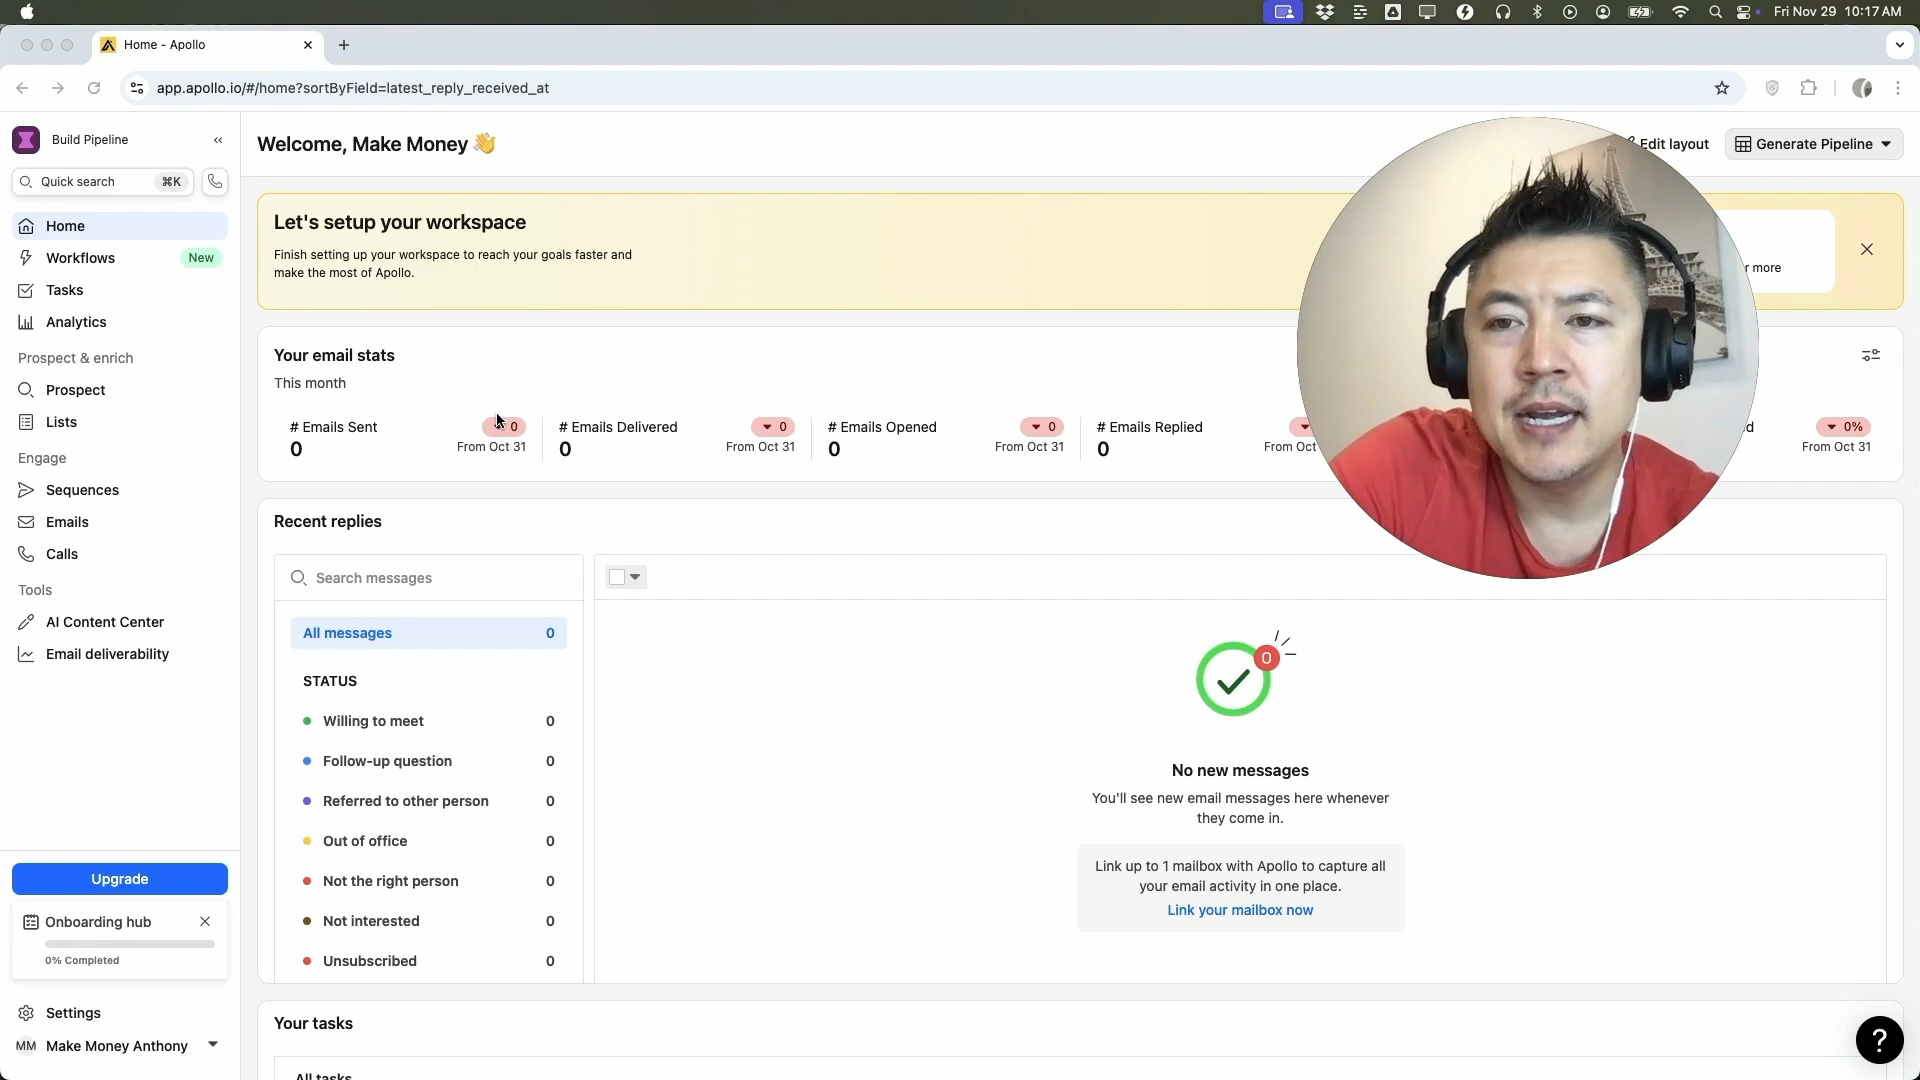 Fri Nov 29 10:17 AM
Home - Apollo
app.apollo.io/#/home?sortByField=latest_reply_received_at
Build Pipeline
Quick search ⌘K
Home
Workflows New
Tasks
Analytics
Prospect & enrich
Prospect
Lists
Engage
Sequences
Emails
Calls
Tools
AI Content Center
Email deliverability
Upgrade
Onboarding hub
0% Completed
Settings
MM Make Money Anthony
Welcome, Make Money 👋
Edit layout
Generate Pipeline
Let's setup your workspace
Finish setting up your workspace to reach your goals faster and
make the most of Apollo.
more
Your email stats
This month
# Emails Sent 0
0 From Oct 31
# Emails Delivered 0
0 From Oct 31
# Emails Opened 0
0 From Oct 31
# Emails Replied
0 From Oct 31
0%
From Oct 31
Recent replies
Search messages
All messages 0
STATUS
Willing to meet 0
Follow-up question 0
Referred to other person 0
Out of office 0
Not the right person 0
Not interested 0
Unsubscribed 0
0
No new messages
You'll see new email messages here whenever
they come in.
Link up to 1 mailbox with Apollo to capture all
your email activity in one place.
Link your mailbox now
Your tasks
All tasks
?